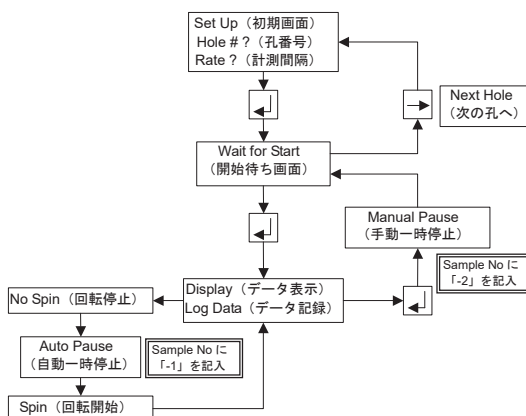 Set Up（初期画面）
Hole # ?（孔番号）
Rate ?（計測間隔）
Next Hole
（次の孔へ）
Wait for Start
（開始待ち画面）
Manual Pause
（手動一時停止）
Sample No に
「-2」を記入
Display（データ表示）
Log Data（データ記録）
No Spin（回転停止）
Auto Pause
（自動一時停止）
Sample No に
「-1」を記入
Spin（回転開始）